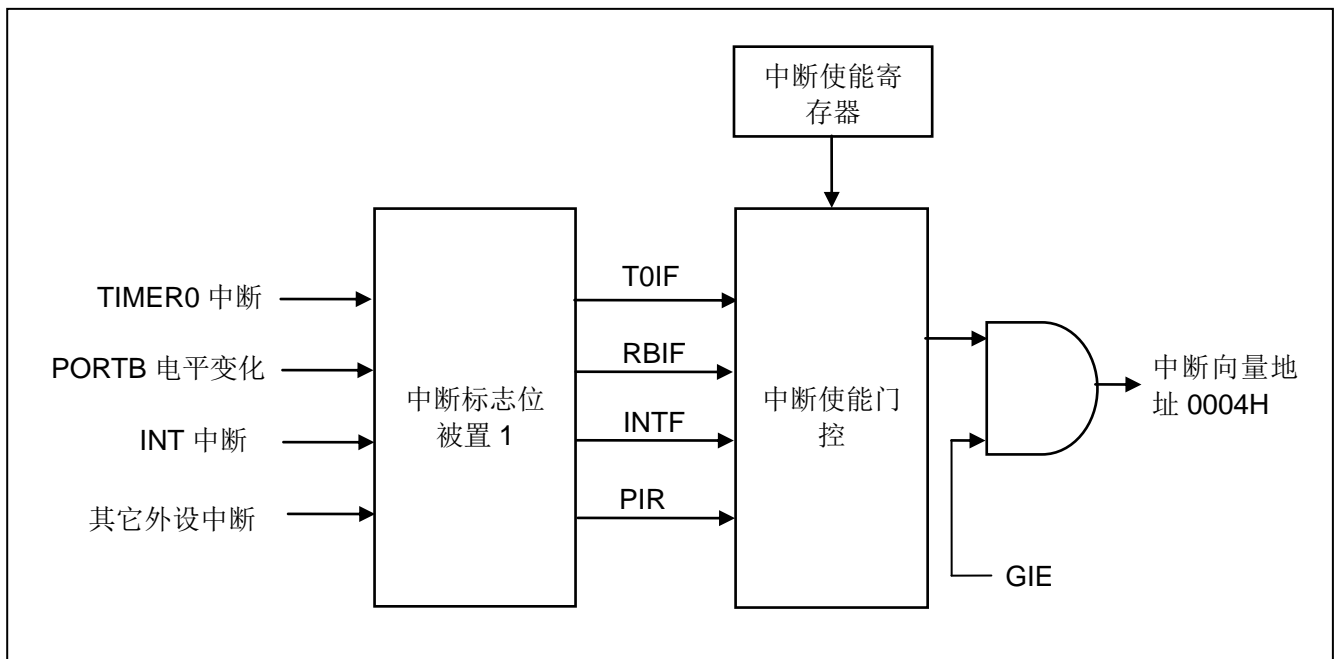 中断使能寄
存器
TIMER0 中断
PORTB 电平变化
INT 中断
其它外设中断
中断标志位
被置 1
T0IF
RBIF
INTF
PIR
中断使能门
控
GIE
中断向量地
址 0004H